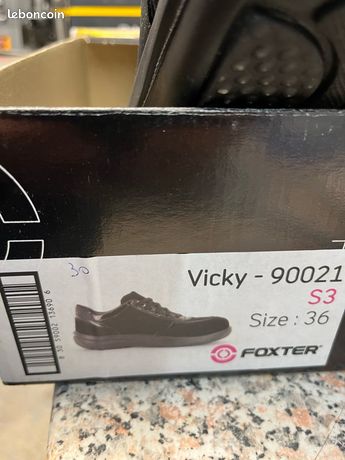 leboncoin
30
Vicky - 90021
S3
Size : 36
FOXTER